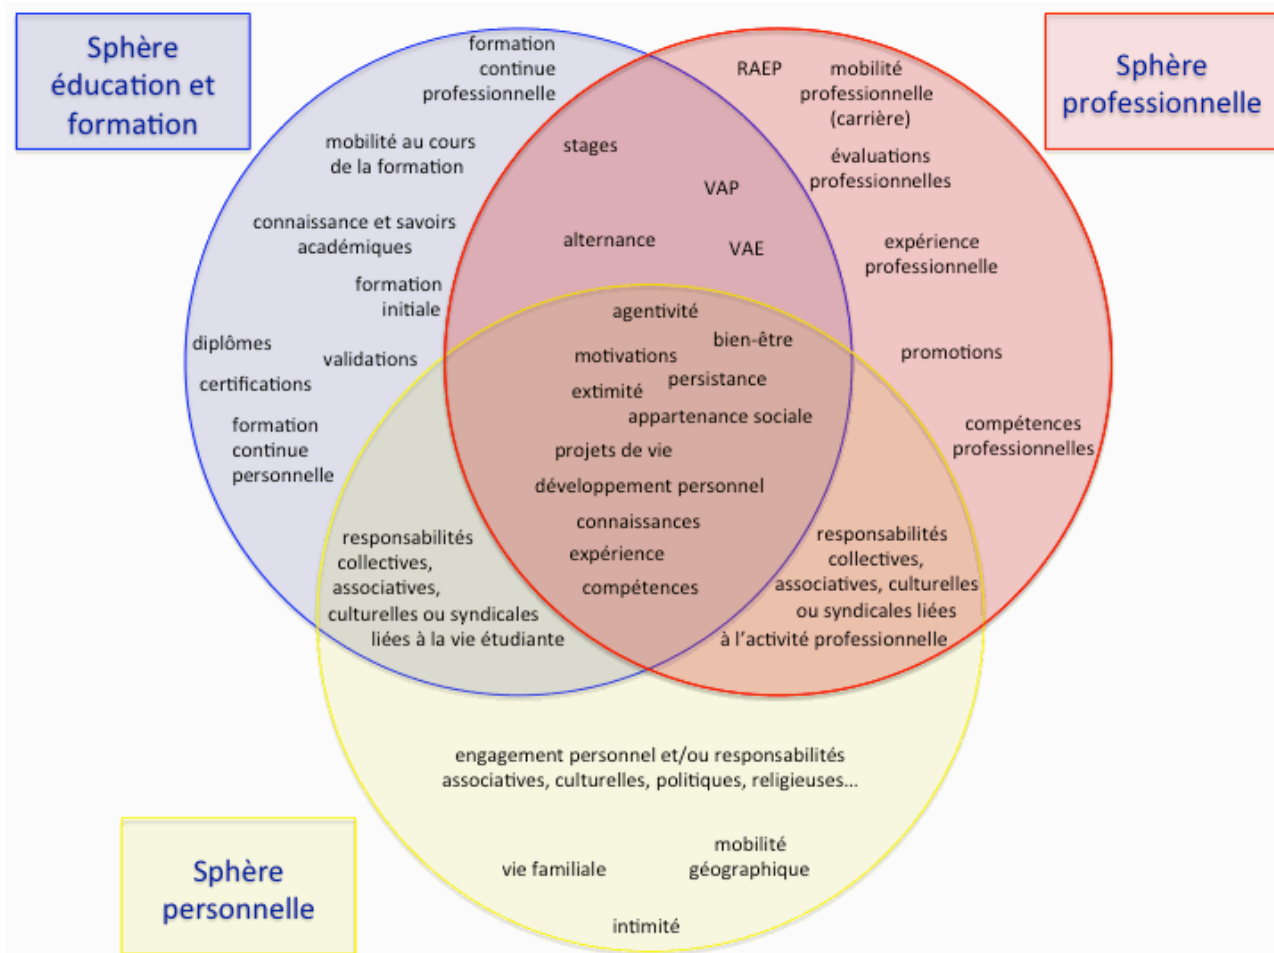 Sphère
éducation et
formation
Sphère
professionnelle
formation
continue
professionnelle
mobilité au cours
de la formation
connaissance et savoirs
académiques
formation
initiale
diplômes
validations
certifications
formation
continue
personnelle
stages
VAP
alternance
VAE
RAEP
mobilité
professionnelle
(carrière)
évaluations
professionnelles
expérience
professionnelle
promotions
compétences
professionnelles
agentivité
bien-être
motivations
persistance
extimité
appartenance sociale
projets de vie
développement personnel
connaissances
expérience
compétences
responsabilités
collectives,
associatives,
culturelles ou syndicales
liées à la vie étudiante
responsabilités
collectives,
associatives, culturelles
ou syndicales liées
à l’activité professionnelle
engagement personnel et/ou responsabilités
associatives, culturelles, politiques, religieuses…
vie familiale
mobilité
géographique
intimité
Sphère
personnelle